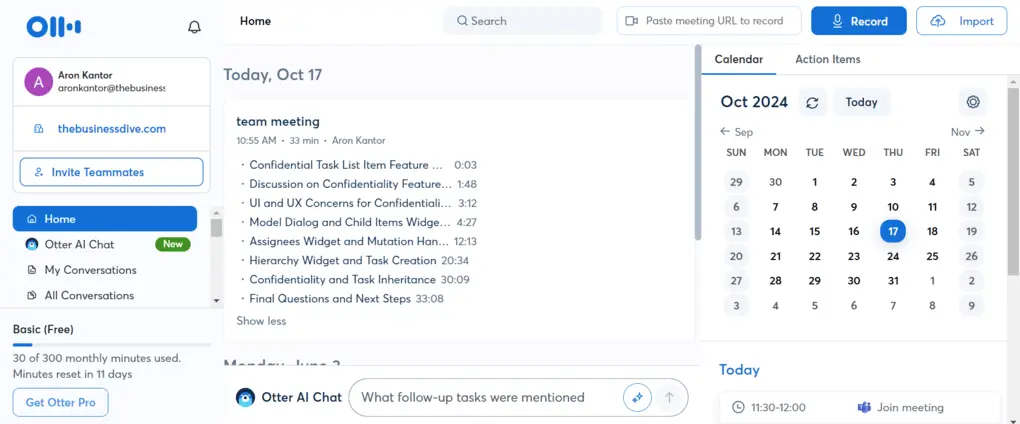 Otter
Home
Search
Paste meeting URL to record
Record
Import
A
Aron Kantor
aronkantor@thebusiness
thebusinessdive.com
Invite Teammates
Home
Otter AI Chat
New
My Conversations
All Conversations
Basic (Free)
30 of 300 monthly minutes used.
Minutes reset in 11 days
Get Otter Pro
Today, Oct 17
team meeting
10:55 AM • 33 min • Aron Kantor
· Confidential Task List Item Feature ... 0:03
· Discussion on Confidentiality Feature... 1:48
· UI and UX Concerns for Confidentiali... 3:12
· Model Dialog and Child Items Widge... 4:27
· Assignees Widget and Mutation Han... 12:13
· Hierarchy Widget and Task Creation 20:34
· Confidentiality and Task Inheritance 30:09
· Final Questions and Next Steps 33:08
Show less
Monday, June 3
Otter AI Chat
What follow-up tasks were mentioned
Calendar
Action Items
Oct 2024
Today
← Sep
Nov →
SUN MON TUE WED THU FRI SAT
29 30 1 2 3 4 5
6 7 8 9 10 11 12
13 14 15 16 17 18 19
20 21 22 23 24 25 26
27 28 29 30 31 1 2
3 4 5 6 7 8 9
Today
11:30-12:00
Join meeting